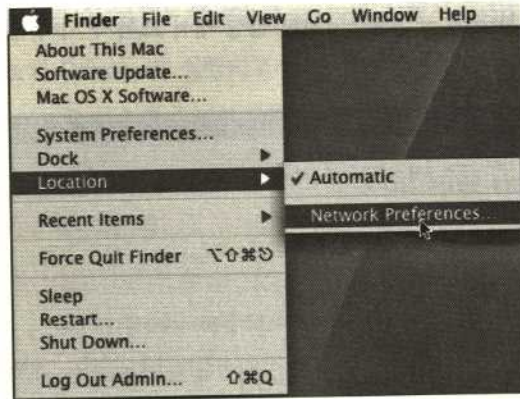 Finder File Edit View Go Window Help
About This Mac
Software Update...
Mac OS X Software...
System Preferences...
Dock
Location
✓ Automatic
Network Preferences...
Recent Items
Force Quit Finder ⌥⇧⌘⎋
Sleep
Restart...
Shut Down...
Log Out Admin... ⇧⌘Q